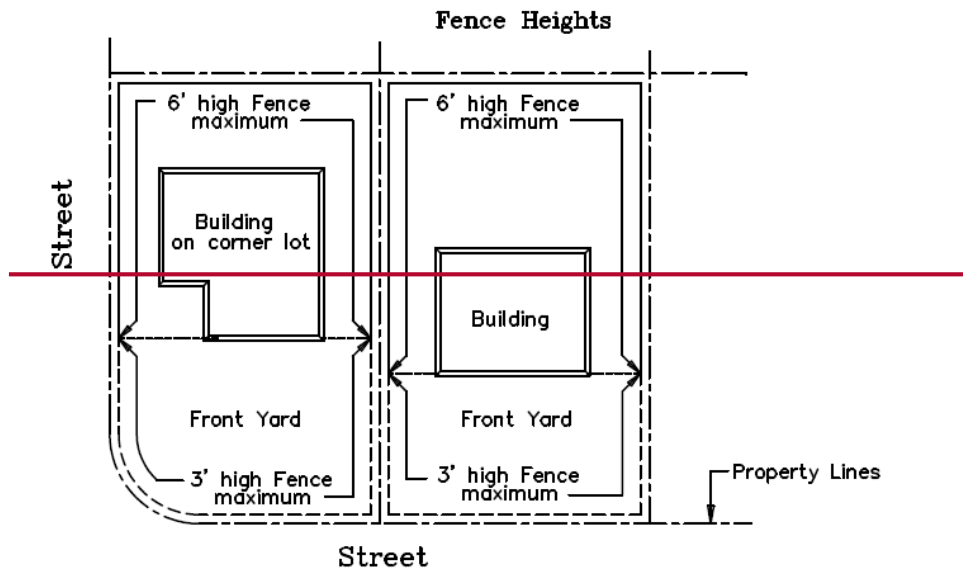 Fence Heights
6' high Fence
maximum
6' high Fence
maximum
Street
Building
on corner lot
Building
Front Yard
Front Yard
3' high Fence
maximum
3' high Fence
maximum
Property Lines
Street